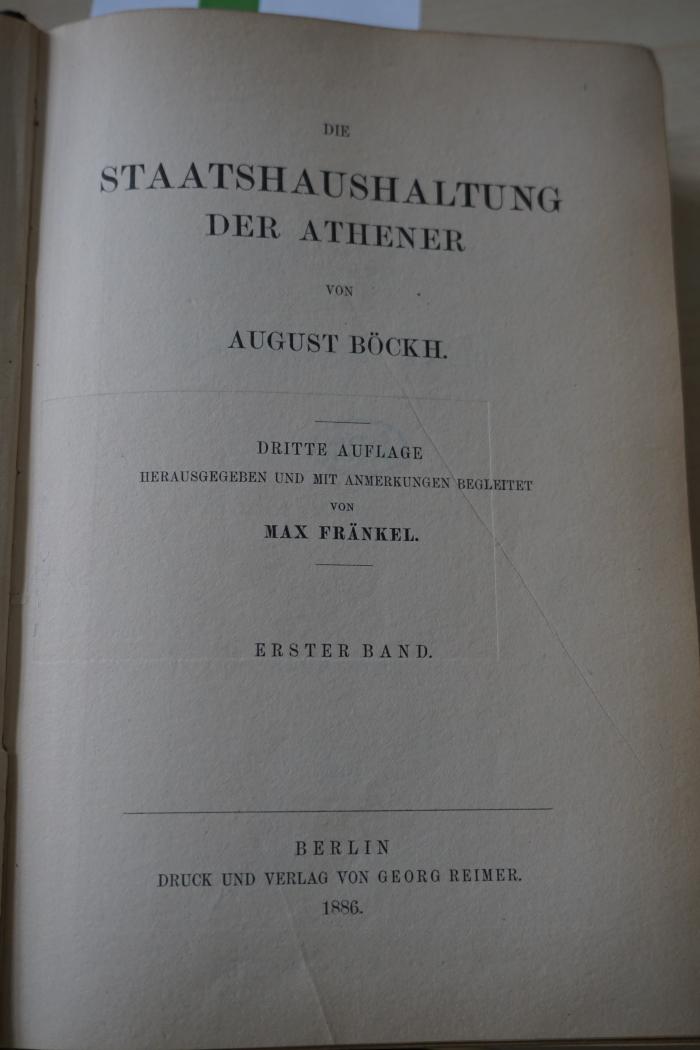 DIE
STAATSHAUSHALTUNG
DER ATHENER
VON
AUGUST BÖCKH.
DRITTE AUFLAGE
HERAUSGEGEBEN UND MIT ANMERKUNGEN BEGLEITET
VON
MAX FRÄNKEL.
ERSTER BAND.
BERLIN
DRUCK UND VERLAG VON GEORG REIMER.
1886.